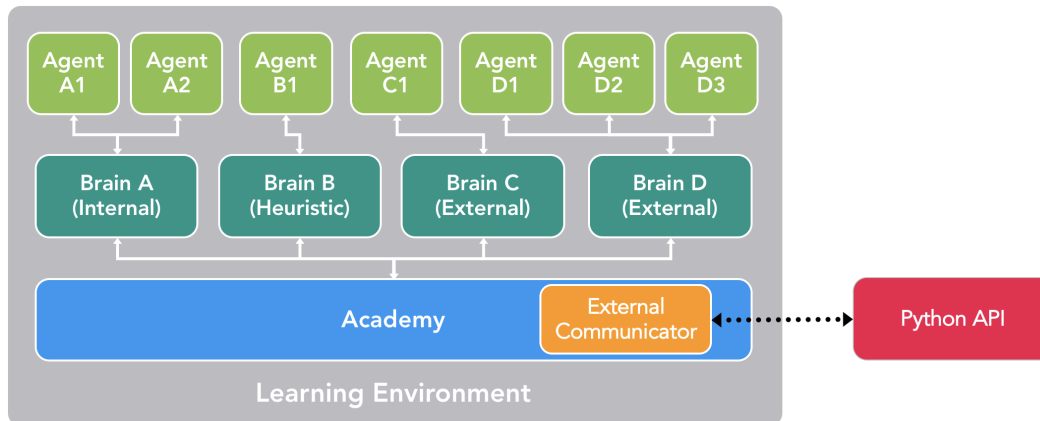 Agent
A1
Agent
A2
Agent
B1
Agent
C1
Agent
D1
Agent
D2
Agent
D3
Brain A
(Internal)
Brain B
(Heuristic)
Brain C
(External)
Brain D
(External)
Academy
External
Communicator
Python API
Learning Environment